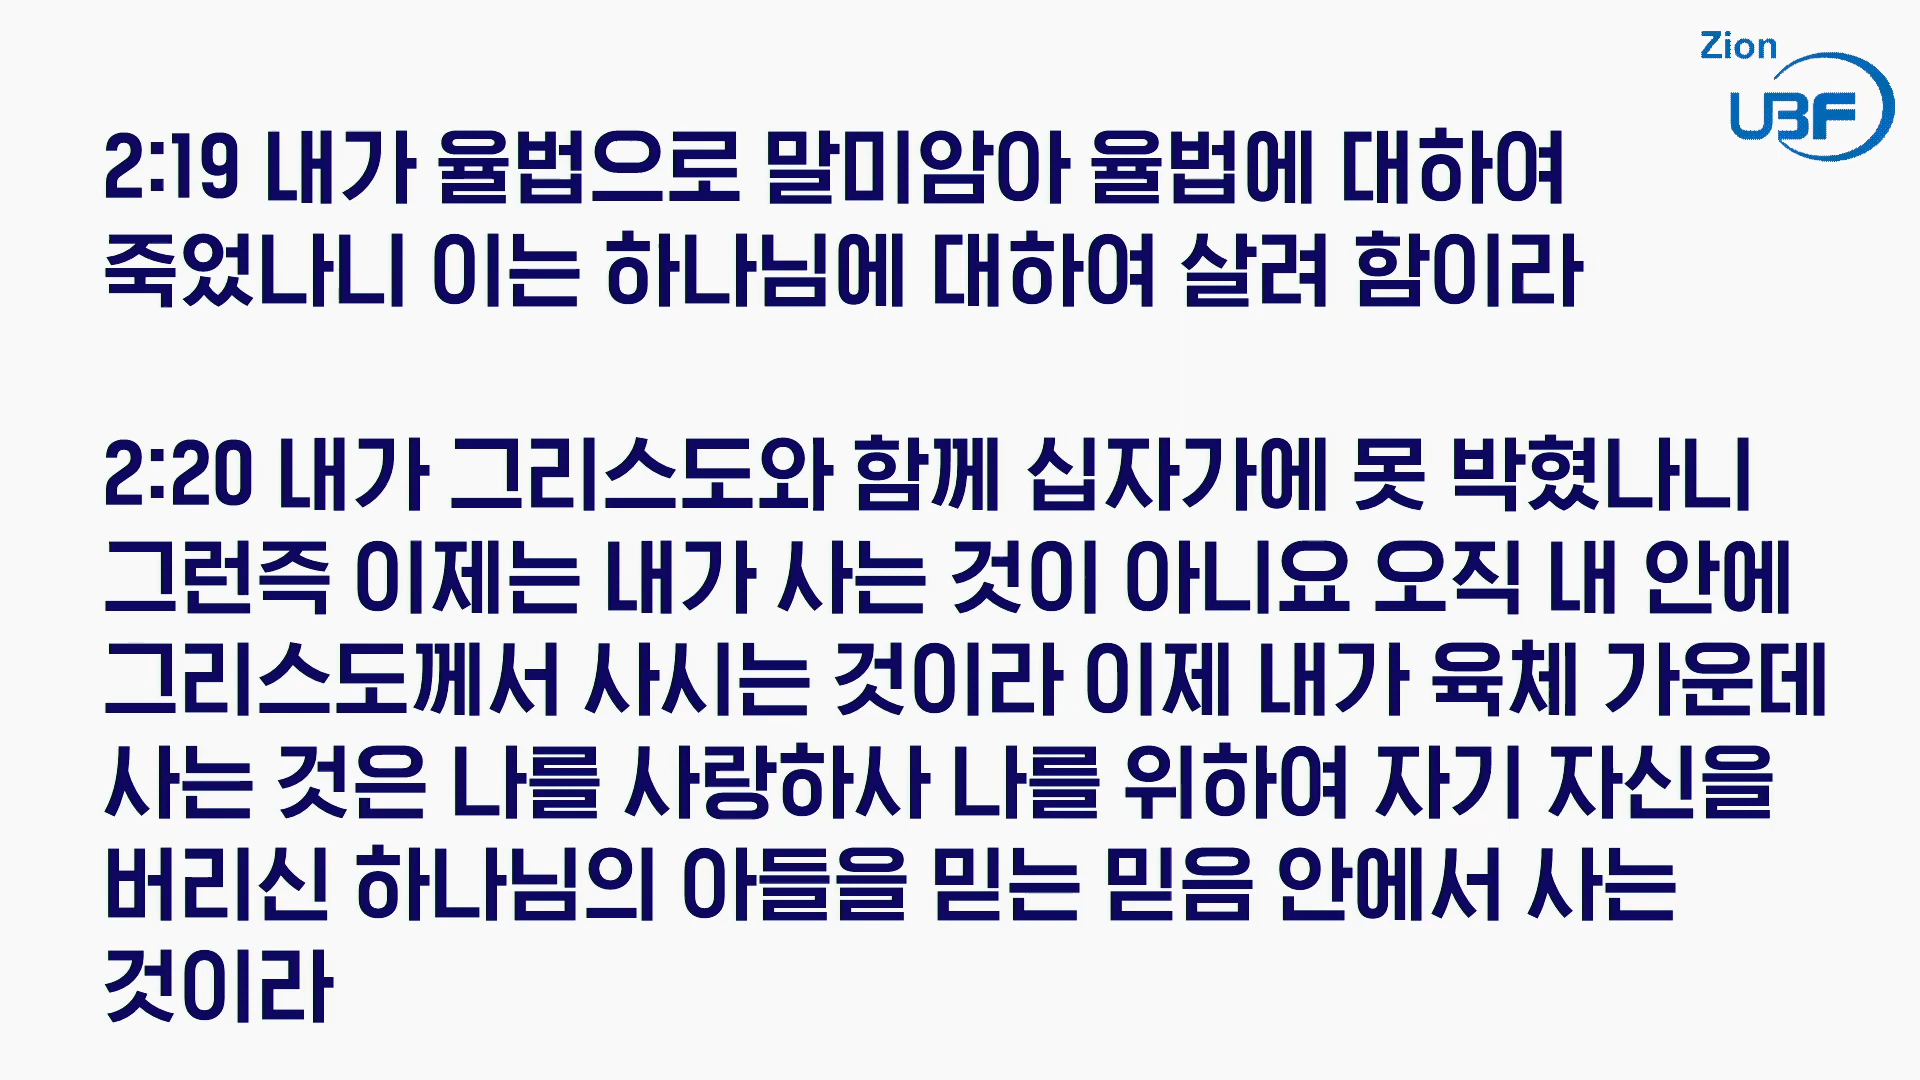 Zion
UBF
2:19 내가 율법으로 말미암아 율법에 대하여
죽었나니 이는 하나님에 대하여 살려 함이라
2:20 내가 그리스도와 함께 십자가에 못 박혔나니
그런즉 이제는 내가 사는 것이 아니요 오직 내 안에
그리스도께서 사시는 것이라 이제 내가 육체 가운데
사는 것은 나를 사랑하사 나를 위하여 자기 자신을
버리신 하나님의 아들을 믿는 믿음 안에서 사는
것이라